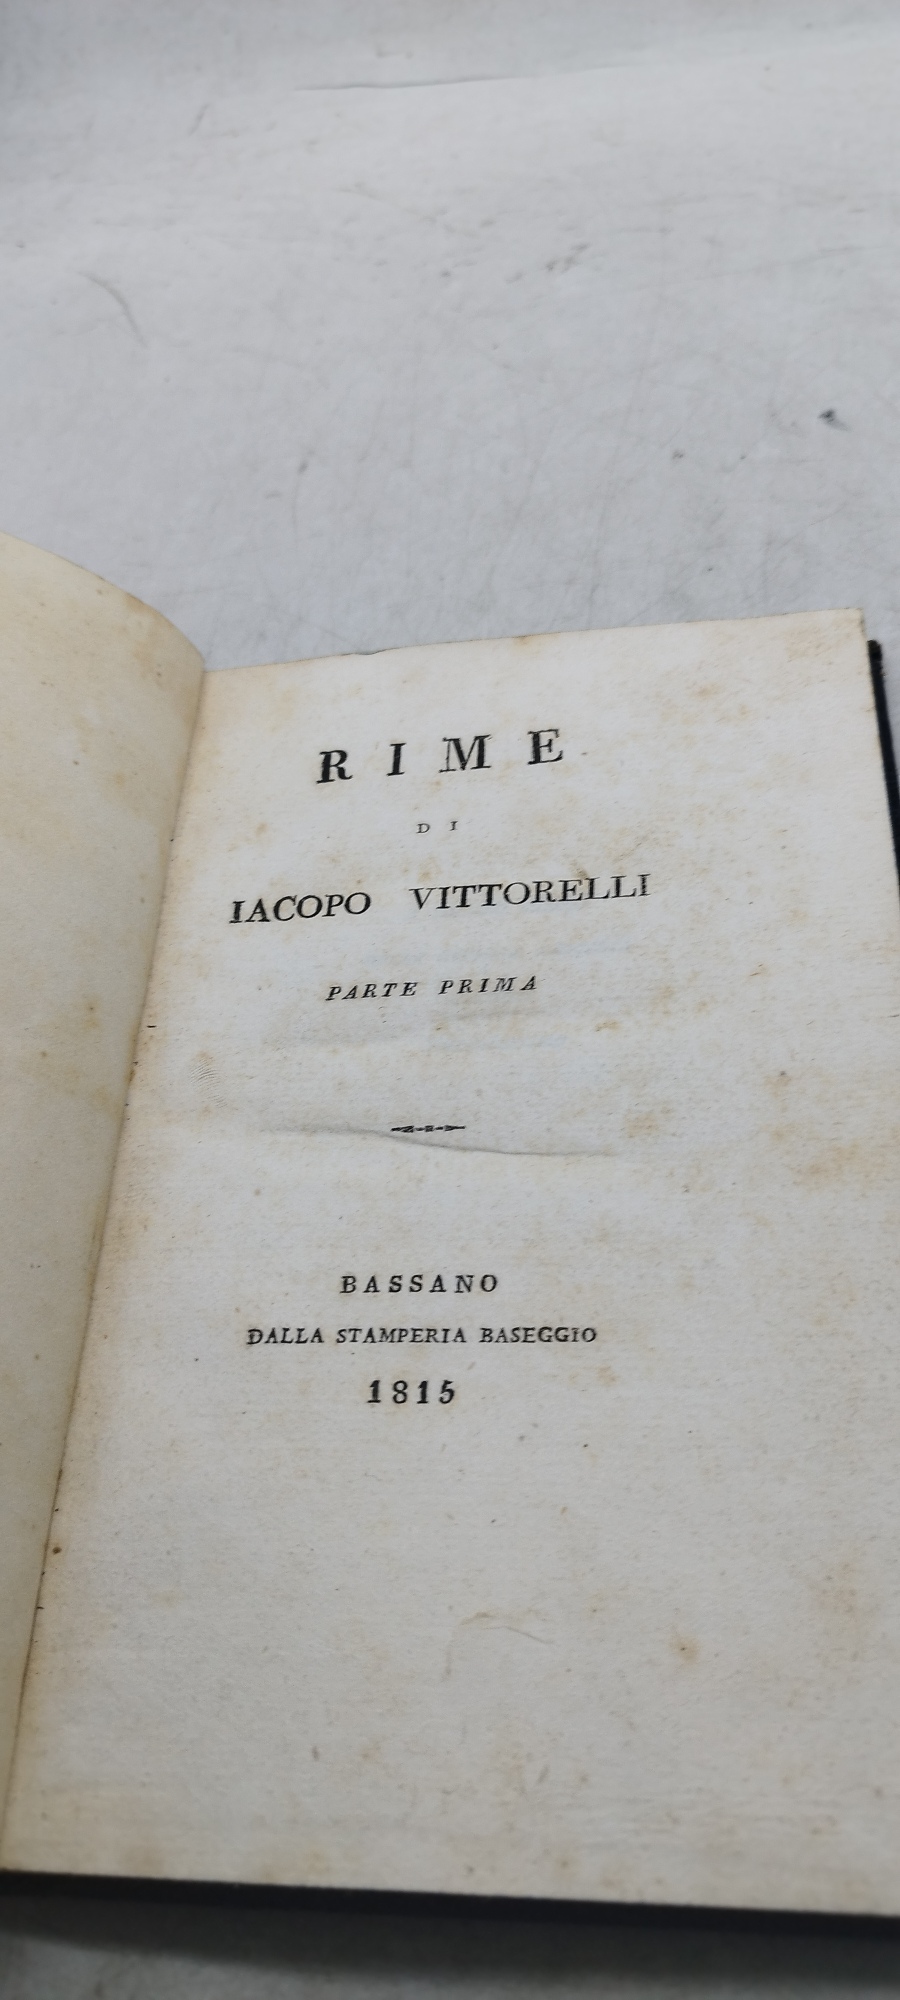 RIME
DI
IACOPO VITTORELLI
PARTE PRIMA
BASSANO
DALLA STAMPERIA BASEGGIO
1815